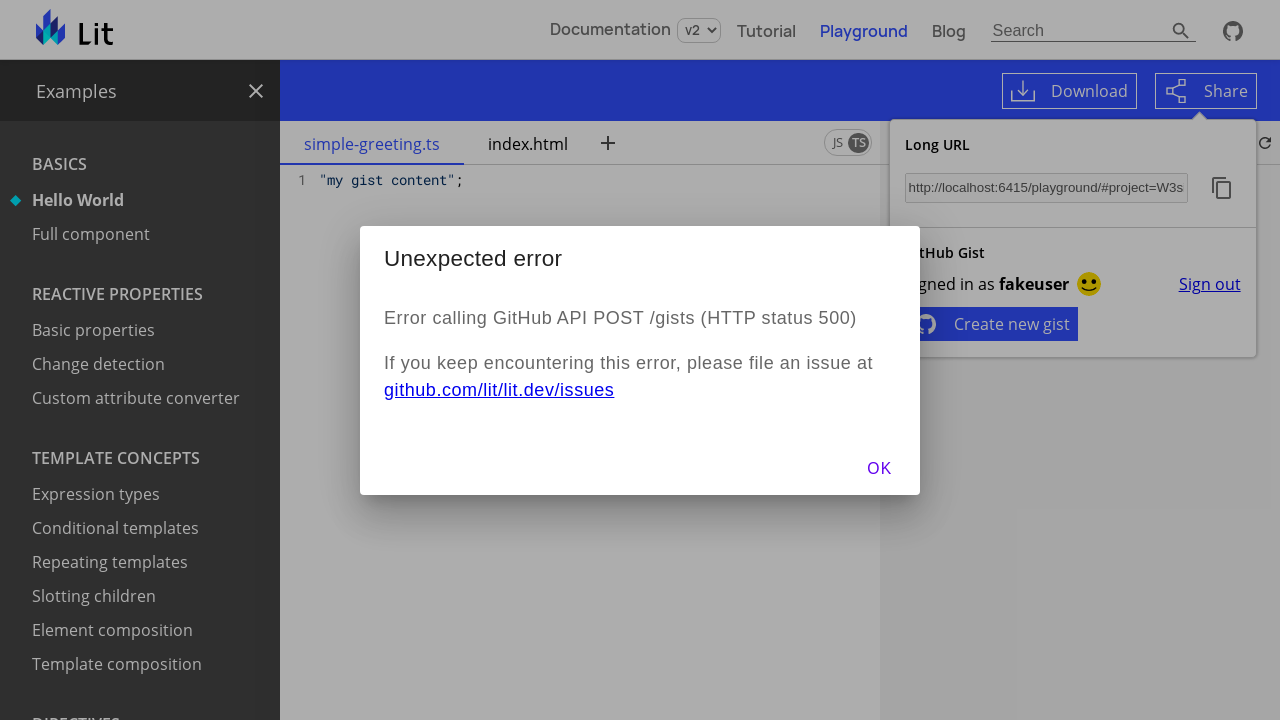 Lit
Documentation v2 Tutorial Playground Blog Search
Examples
Download Share
BASICS
Hello World
Full component
REACTIVE PROPERTIES
Basic properties
Change detection
Custom attribute converter
TEMPLATE CONCEPTS
Expression types
Conditional templates
Repeating templates
Slotting children
Element composition
Template composition
simple-greeting.ts index.html JS TS
1 "my gist content";
Long URL
http://localhost:6415/playground/#project=W3s
tHub Gist
gned in as fakeuser Sign out
Create new gist
Unexpected error
Error calling GitHub API POST /gists (HTTP status 500)
If you keep encountering this error, please file an issue at
github.com/lit/lit.dev/issues
OK